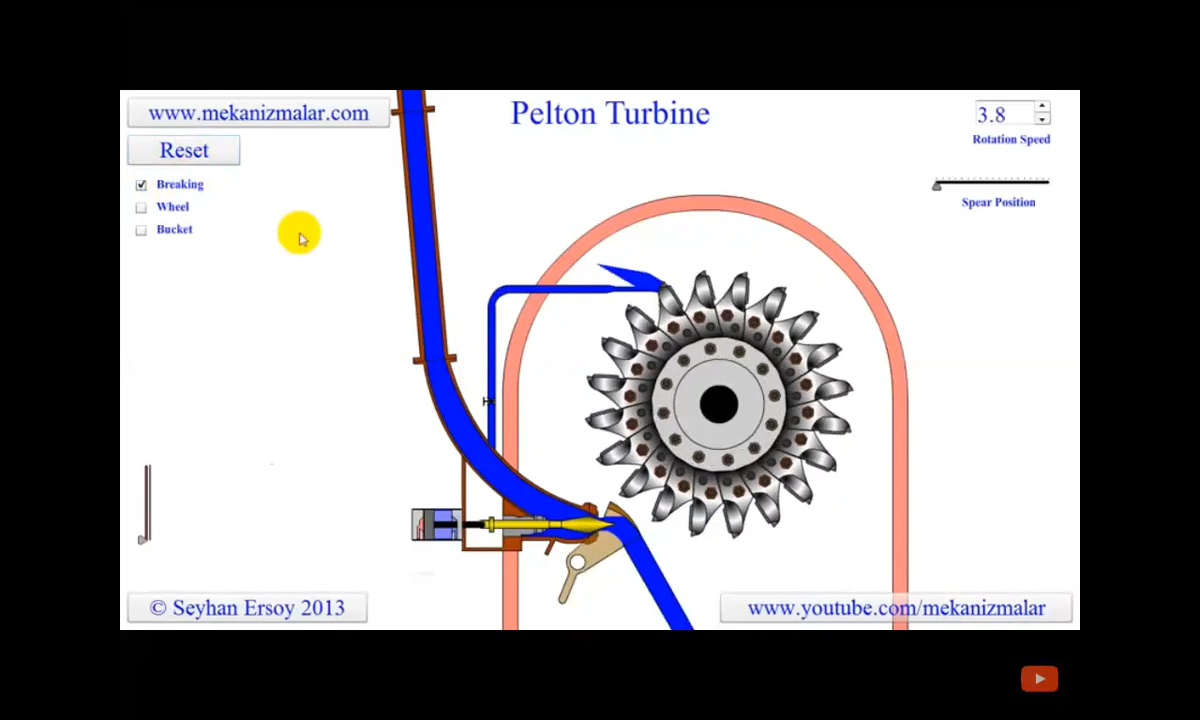 www.mekanizmalar.com
Pelton Turbine
3.8
Rotation Speed
Reset
Breaking
Wheel
Bucket
Spear Position
© Seyhan Ersoy 2013
www.youtube.com/mekanizmalar